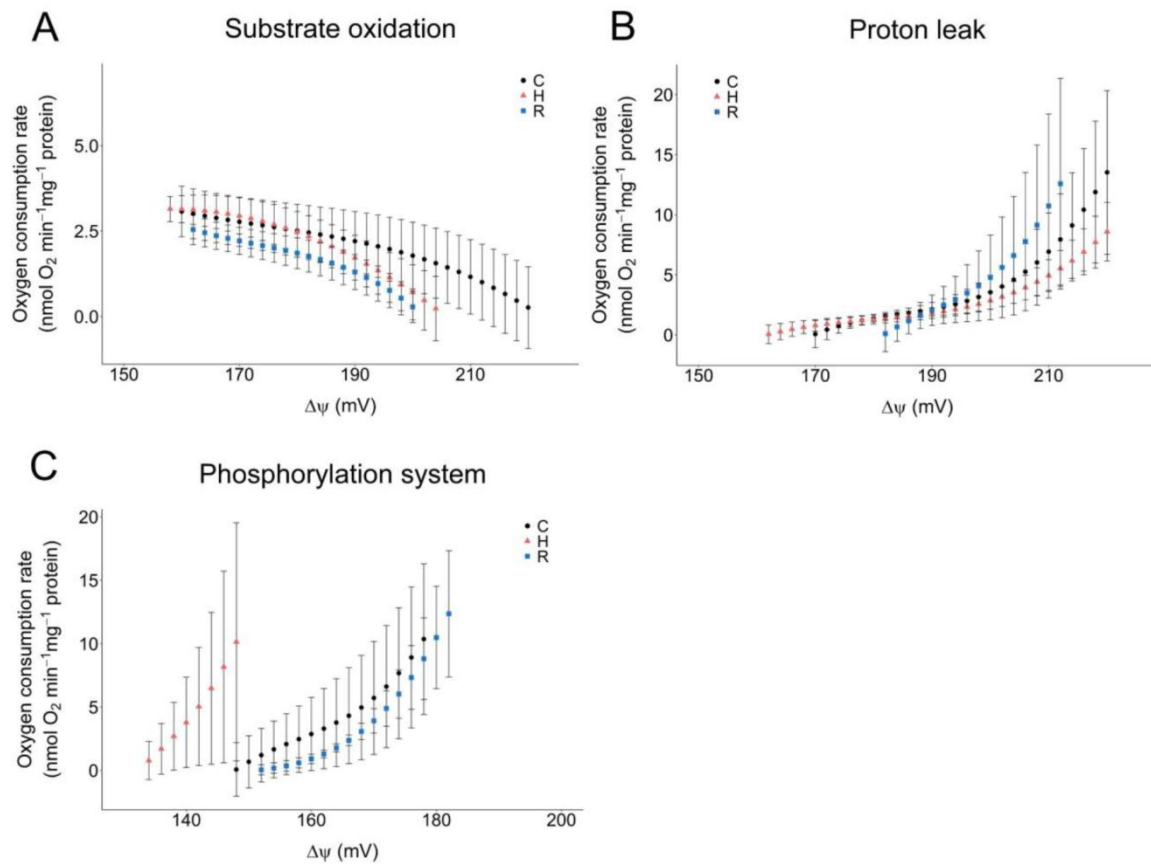 A
Substrate oxidation
Oxygen consumption rate
(nmol O₂ min⁻¹mg⁻¹ protein)
5.0
2.5
0.0
C
H
R
150
170
190
210
Δψ (mV)
B
Proton leak
Oxygen consumption rate
(nmol O₂ min⁻¹mg⁻¹ protein)
20
15
10
5
0
C
H
R
150
170
190
210
Δψ (mV)
C
Phosphorylation system
Oxygen consumption rate
(nmol O₂ min⁻¹mg⁻¹ protein)
20
15
10
5
0
C
H
R
140
160
180
200
Δψ (mV)